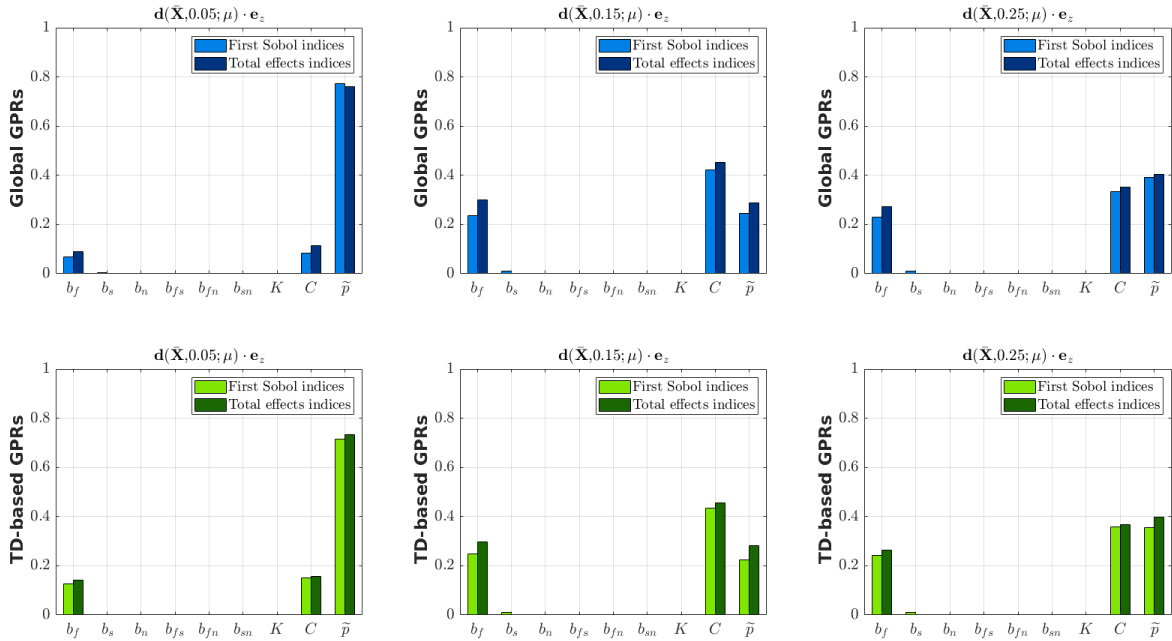 d(X̄,0.05; μ) · e_z
Global GPRs
1
0.8
0.6
0.4
0.2
0
First Sobol indices
Total effects indices
b_f b_s b_n b_fs b_fn b_sn K C p̃
d(X̄,0.15; μ) · e_z
Global GPRs
1
0.8
0.6
0.4
0.2
0
First Sobol indices
Total effects indices
b_f b_s b_n b_fs b_fn b_sn K C p̃
d(X̄,0.25; μ) · e_z
Global GPRs
1
0.8
0.6
0.4
0.2
0
First Sobol indices
Total effects indices
b_f b_s b_n b_fs b_fn b_sn K C p̃
d(X̄,0.05; μ) · e_z
TD-based GPRs
1
0.8
0.6
0.4
0.2
0
First Sobol indices
Total effects indices
b_f b_s b_n b_fs b_fn b_sn K C p̃
d(X̄,0.15; μ) · e_z
TD-based GPRs
1
0.8
0.6
0.4
0.2
0
First Sobol indices
Total effects indices
b_f b_s b_n b_fs b_fn b_sn K C p̃
d(X̄,0.25; μ) · e_z
TD-based GPRs
1
0.8
0.6
0.4
0.2
0
First Sobol indices
Total effects indices
b_f b_s b_n b_fs b_fn b_sn K C p̃